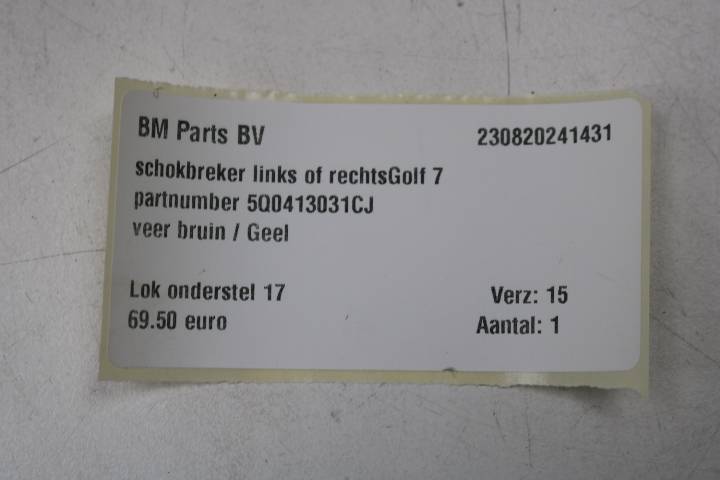 BM Parts BV
230820241431
schokbreker links of rechtsGolf 7
partnumber 5Q0413031CJ
veer bruin / Geel
Lok onderstel 17
Verz: 15
69.50 euro
Aantal: 1